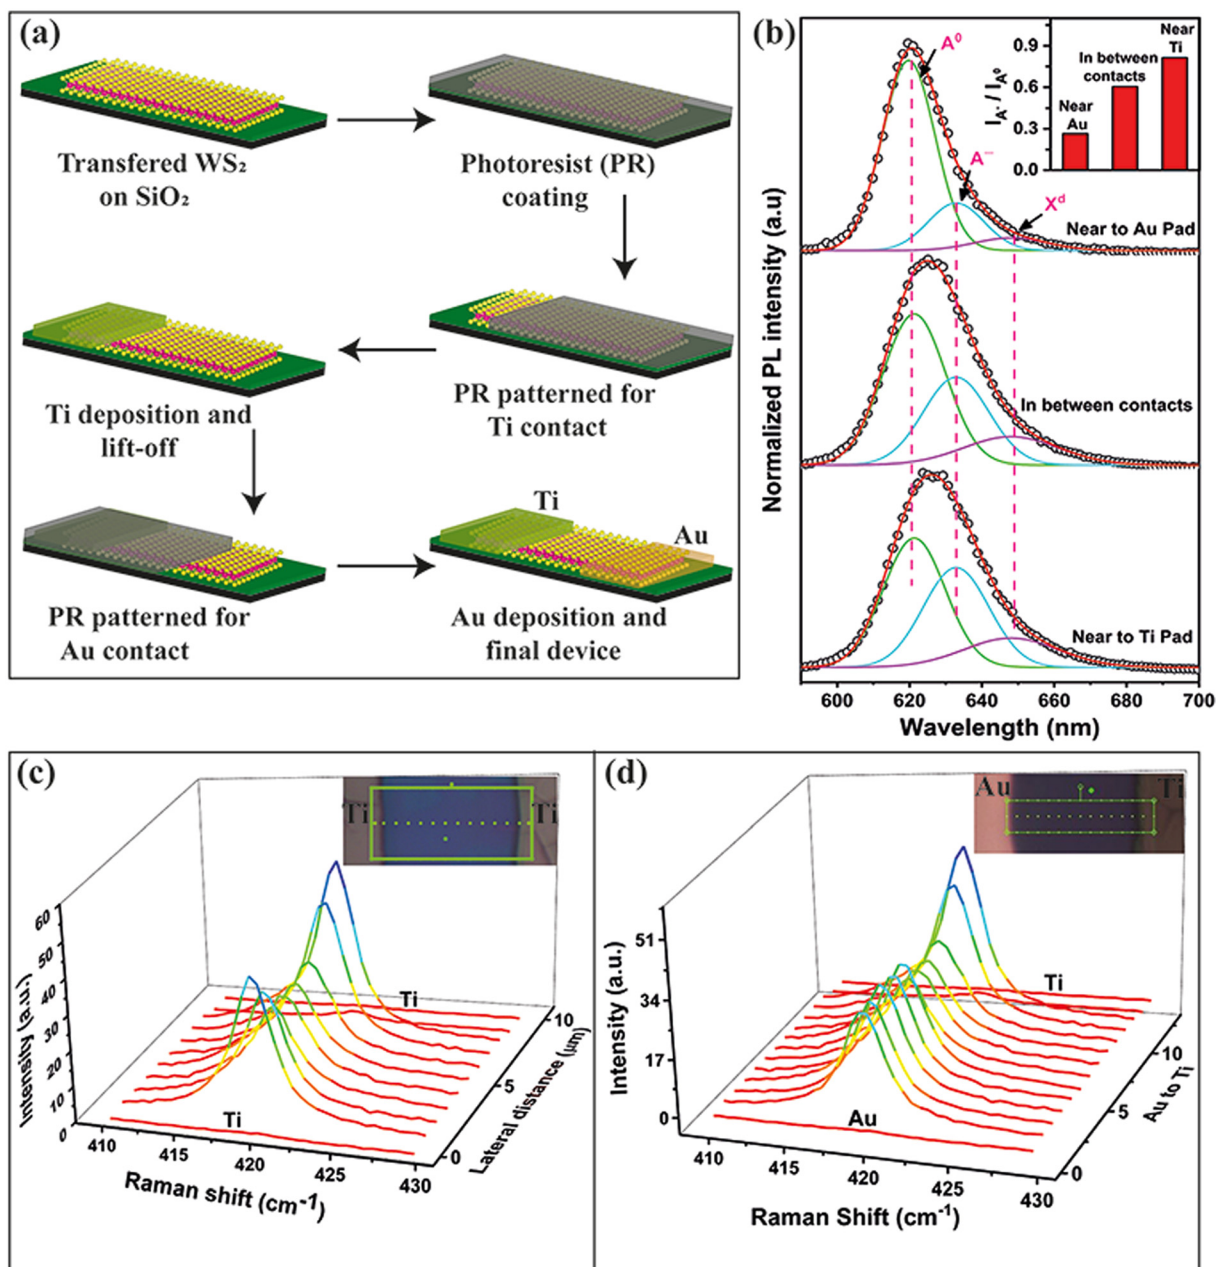 (a)
Transfered WS₂
on SiO₂
Photoresist (PR)
coating
Ti deposition and
lift-off
PR patterned for
Ti contact
PR patterned for
Au contact
Ti
Au
Au deposition and
final device
(b)
Normalized PL intensity (a.u)
A⁰
A⁻
Xᵈ
I_A⁻ / I_A⁰
0.9
0.6
0.3
0.0
Near
Au
In between
contacts
Near
Ti
Near to Au Pad
In between contacts
Near to Ti Pad
600
620
640
660
680
700
Wavelength (nm)
(c)
Ti
Ti
Intensity (a.u.)
60
50
40
30
20
10
0
Ti
Ti
410
415
420
425
430
Raman shift (cm⁻¹)
0
5
10
Lateral distance (μm)
(d)
Au
Ti
Intensity (a.u.)
51
34
17
0
Ti
Au
410
415
420
425
430
Raman Shift (cm⁻¹)
0
5
10
Au to Ti